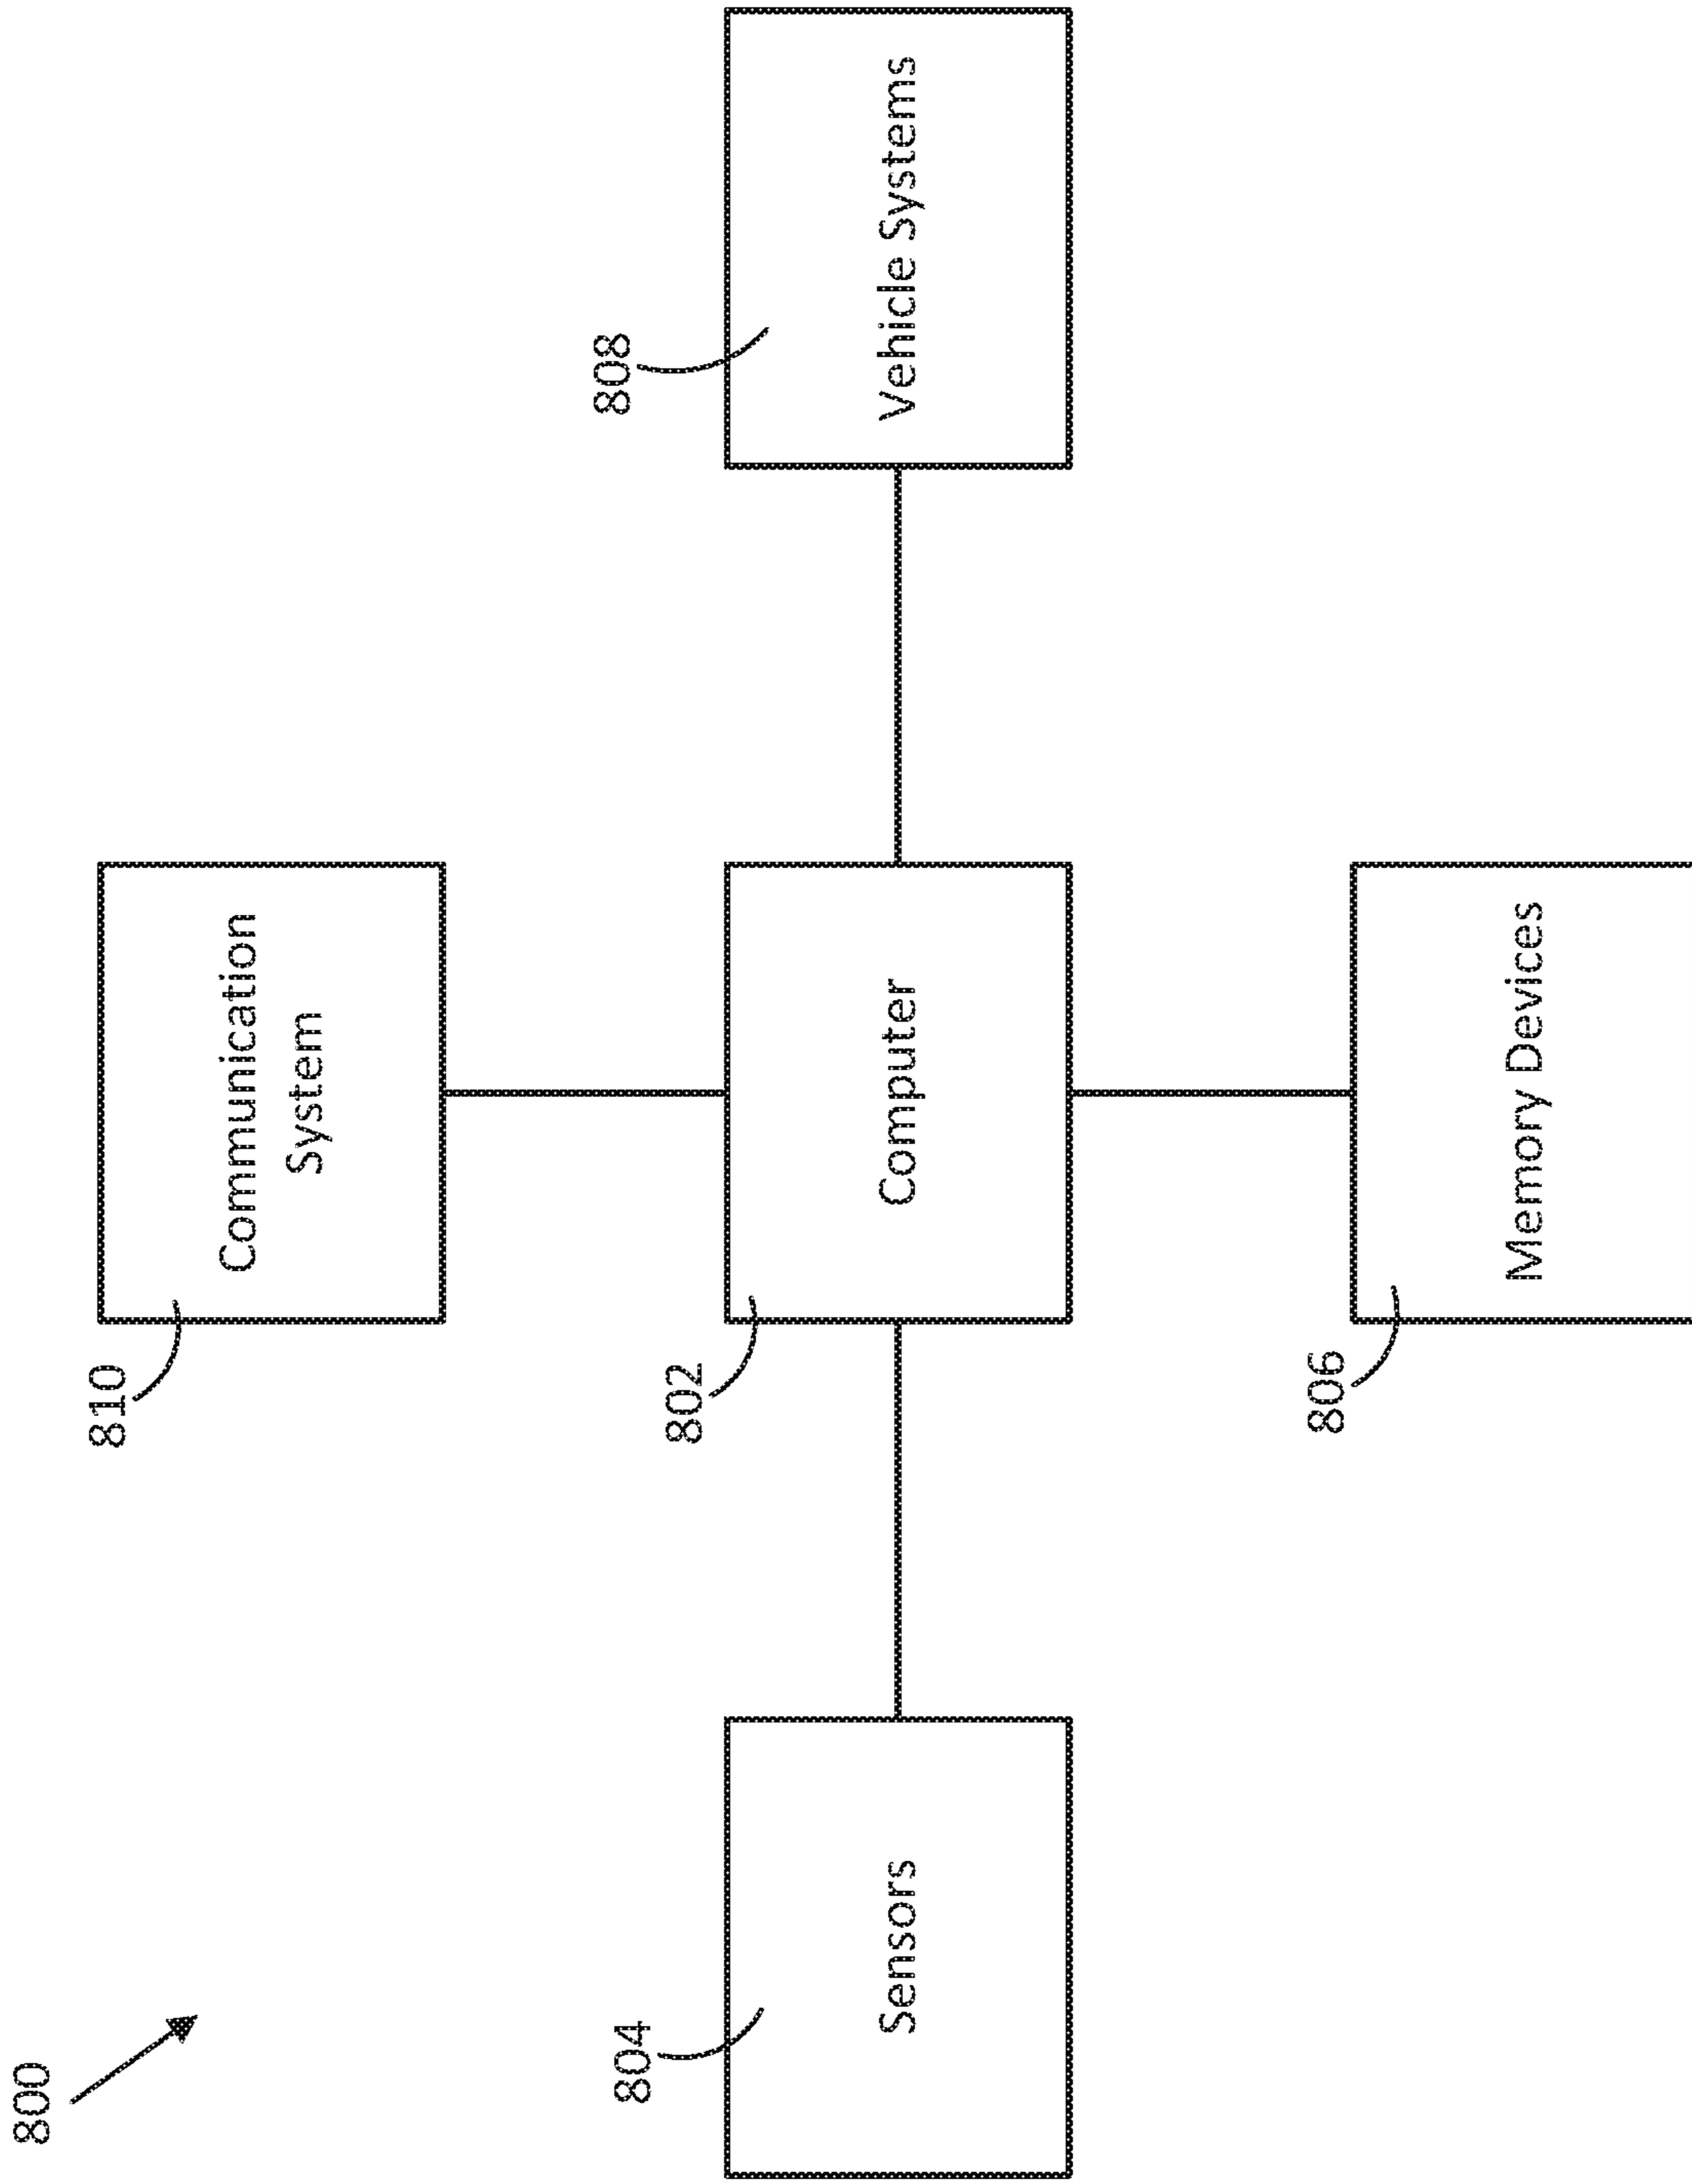 800
810
Communication
System
804
Sensors
802
Computer
808
Vehicle Systems
806
Memory Devices